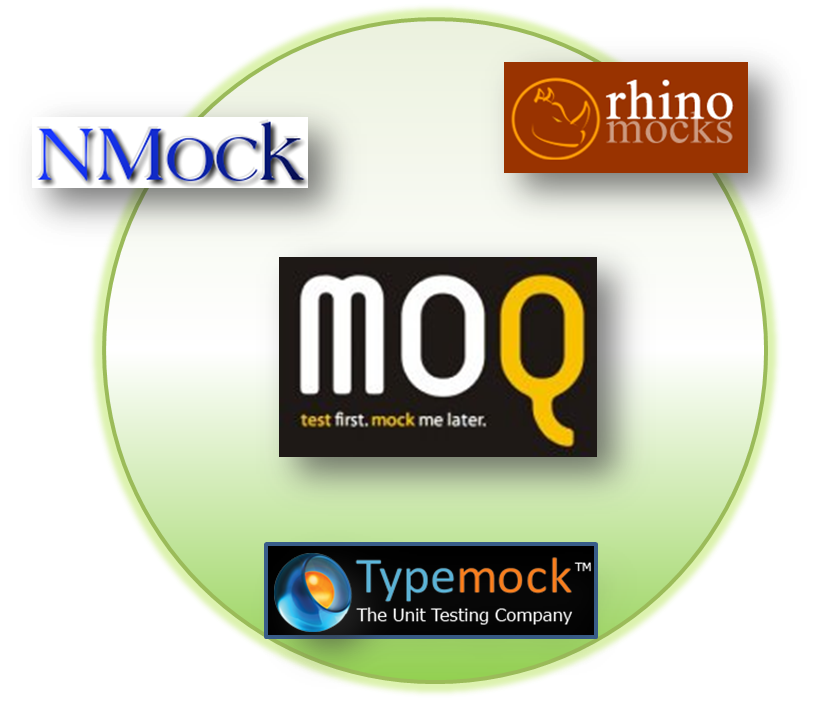 NMock
rhino
mocks
moq
test first. mock me later.
Typemock™
The Unit Testing Company